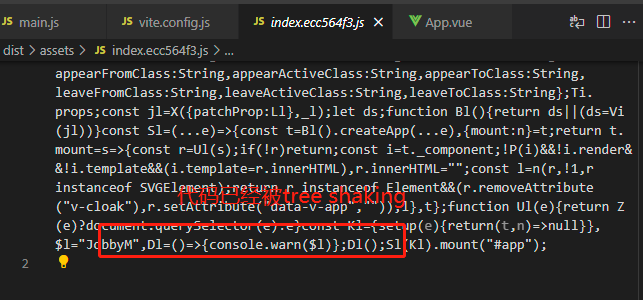 main.js
vite.config.js
index.ecc564f3.js
App.vue
dist > assets > index.ecc564f3.js > ...
appearFromClass:String,appearActiveClass:String,appearToClass:String,
leaveFromClass:String,leaveActiveClass:String,leaveToClass:String};Ti.
props;const jl=X({patchProp:Ll},_l);let ds;function Bl(){return ds||(ds=Vi
(jl))}const Sl=(...e)=>{const t=Bl().createApp(...e),{mount:n}=t;return t.
mount=s=>{const r=Ul(s);if(!r)return;const i=t._component;!P(i)&&!i.render&
&!i.template&&(i.template=r.innerHTML),r.innerHTML="";const l=n(r,!1,r
instanceof SVGElement);return r instanceof Element&&(r.removeAttribute
("v-cloak"),r.setAttribute("data-v-app","")),l},t};function Ul(e){return Z
代码已经被tree shaking
(e)?document.querySelector(e):e}const Kl={setup(e){return(t,n)=>null}},
$l="JobbyM",Dl=()=>{console.warn($l)};Dl();Sl(Kl).mount("#app");
2